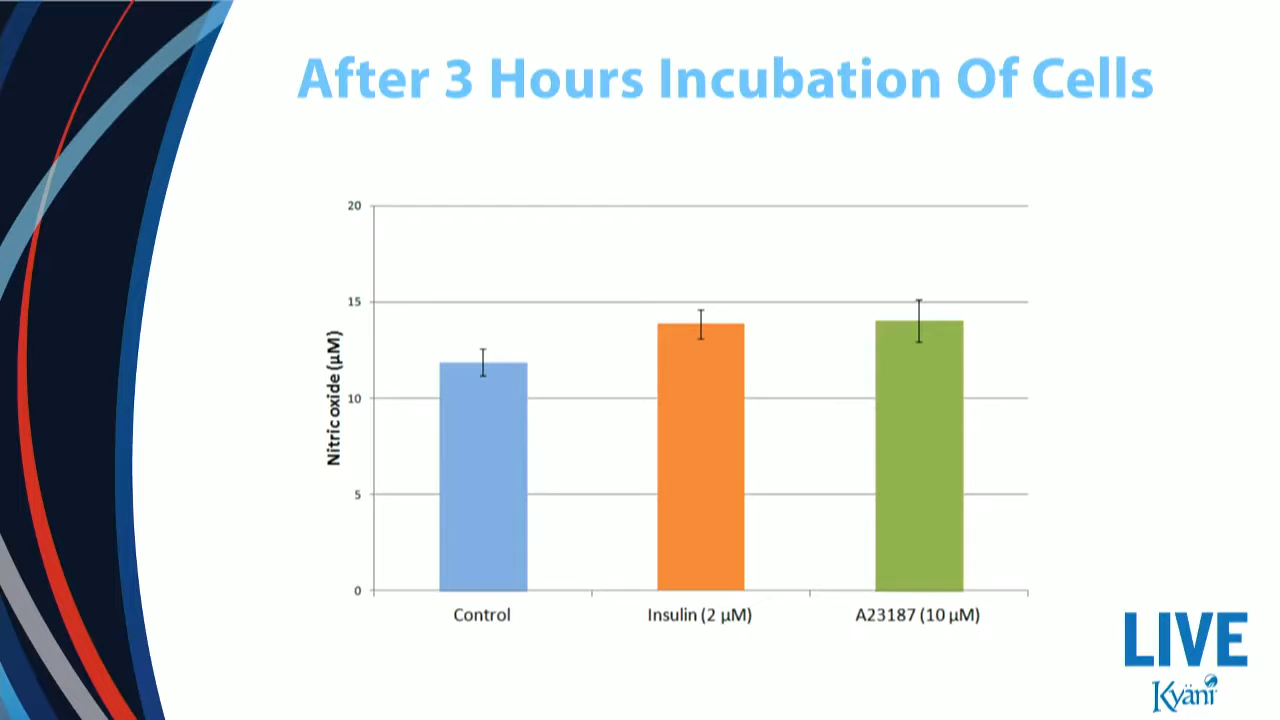 After 3 Hours Incubation Of Cells
20
15
10
5
0
Nitric oxide (µM)
Control
Insulin (2 µM)
A23187 (10 µM)
LIVE
Kyäni